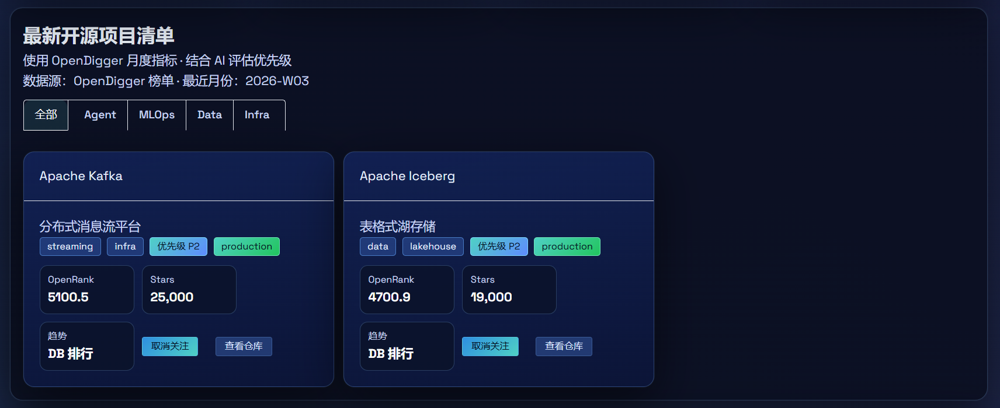 最新开源项目清单
使用 OpenDigger 月度指标 · 结合 AI 评估优先级
数据源：OpenDigger 榜单 · 最近月份：2026-W03
全部 Agent MLOps Data Infra
Apache Kafka
分布式消息流平台
streaming infra 优先级 P2 production
OpenRank
5100.5
Stars
25,000
趋势
DB 排行
取消关注 查看仓库
Apache Iceberg
表格式湖存储
data lakehouse 优先级 P2 production
OpenRank
4700.9
Stars
19,000
趋势
DB 排行
取消关注 查看仓库